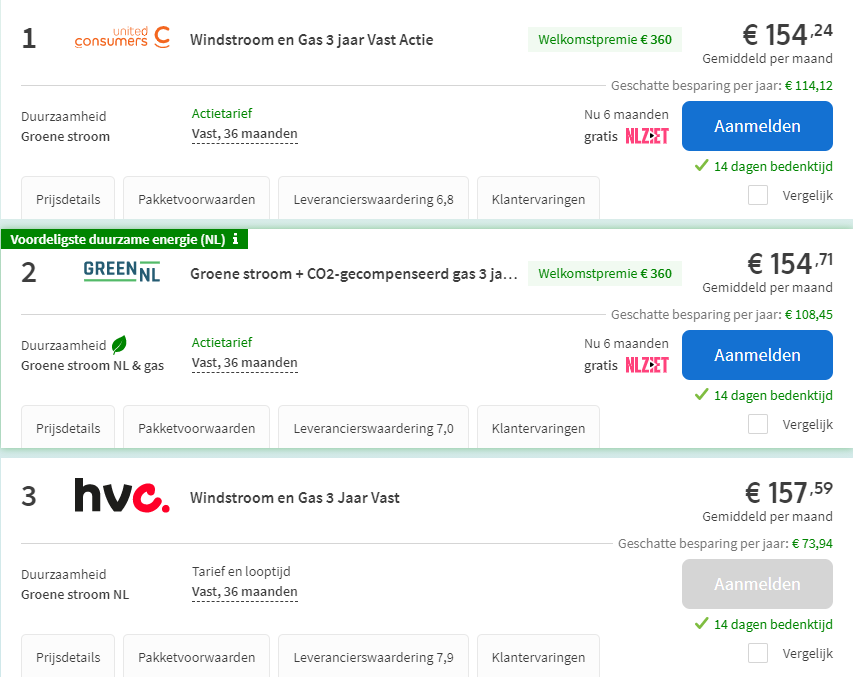 1
united
consumers
Windstroom en Gas 3 jaar Vast Actie
Welkomstpremie € 360
€ 154,24
Gemiddeld per maand
Geschatte besparing per jaar: € 114,12
Duurzaamheid
Groene stroom
Actietarief
Vast, 36 maanden
Nu 6 maanden
gratis NLZIET
Aanmelden
14 dagen bedenktijd
Prijsdetails
Pakketvoorwaarden
Leverancierswaardering 6,8
Klantervaringen
Vergelijk
Voordeligste duurzame energie (NL) i
2
GREEN NL
Groene stroom + CO2-gecompenseerd gas 3 ja...
Welkomstpremie € 360
€ 154,71
Gemiddeld per maand
Geschatte besparing per jaar: € 108,45
Duurzaamheid
Groene stroom NL & gas
Actietarief
Vast, 36 maanden
Nu 6 maanden
gratis NLZIET
Aanmelden
14 dagen bedenktijd
Prijsdetails
Pakketvoorwaarden
Leverancierswaardering 7,0
Klantervaringen
Vergelijk
3
hvc.
Windstroom en Gas 3 Jaar Vast
€ 157,59
Gemiddeld per maand
Geschatte besparing per jaar: € 73,94
Duurzaamheid
Groene stroom NL
Tarief en looptijd
Vast, 36 maanden
Aanmelden
14 dagen bedenktijd
Prijsdetails
Pakketvoorwaarden
Leverancierswaardering 7,9
Klantervaringen
Vergelijk